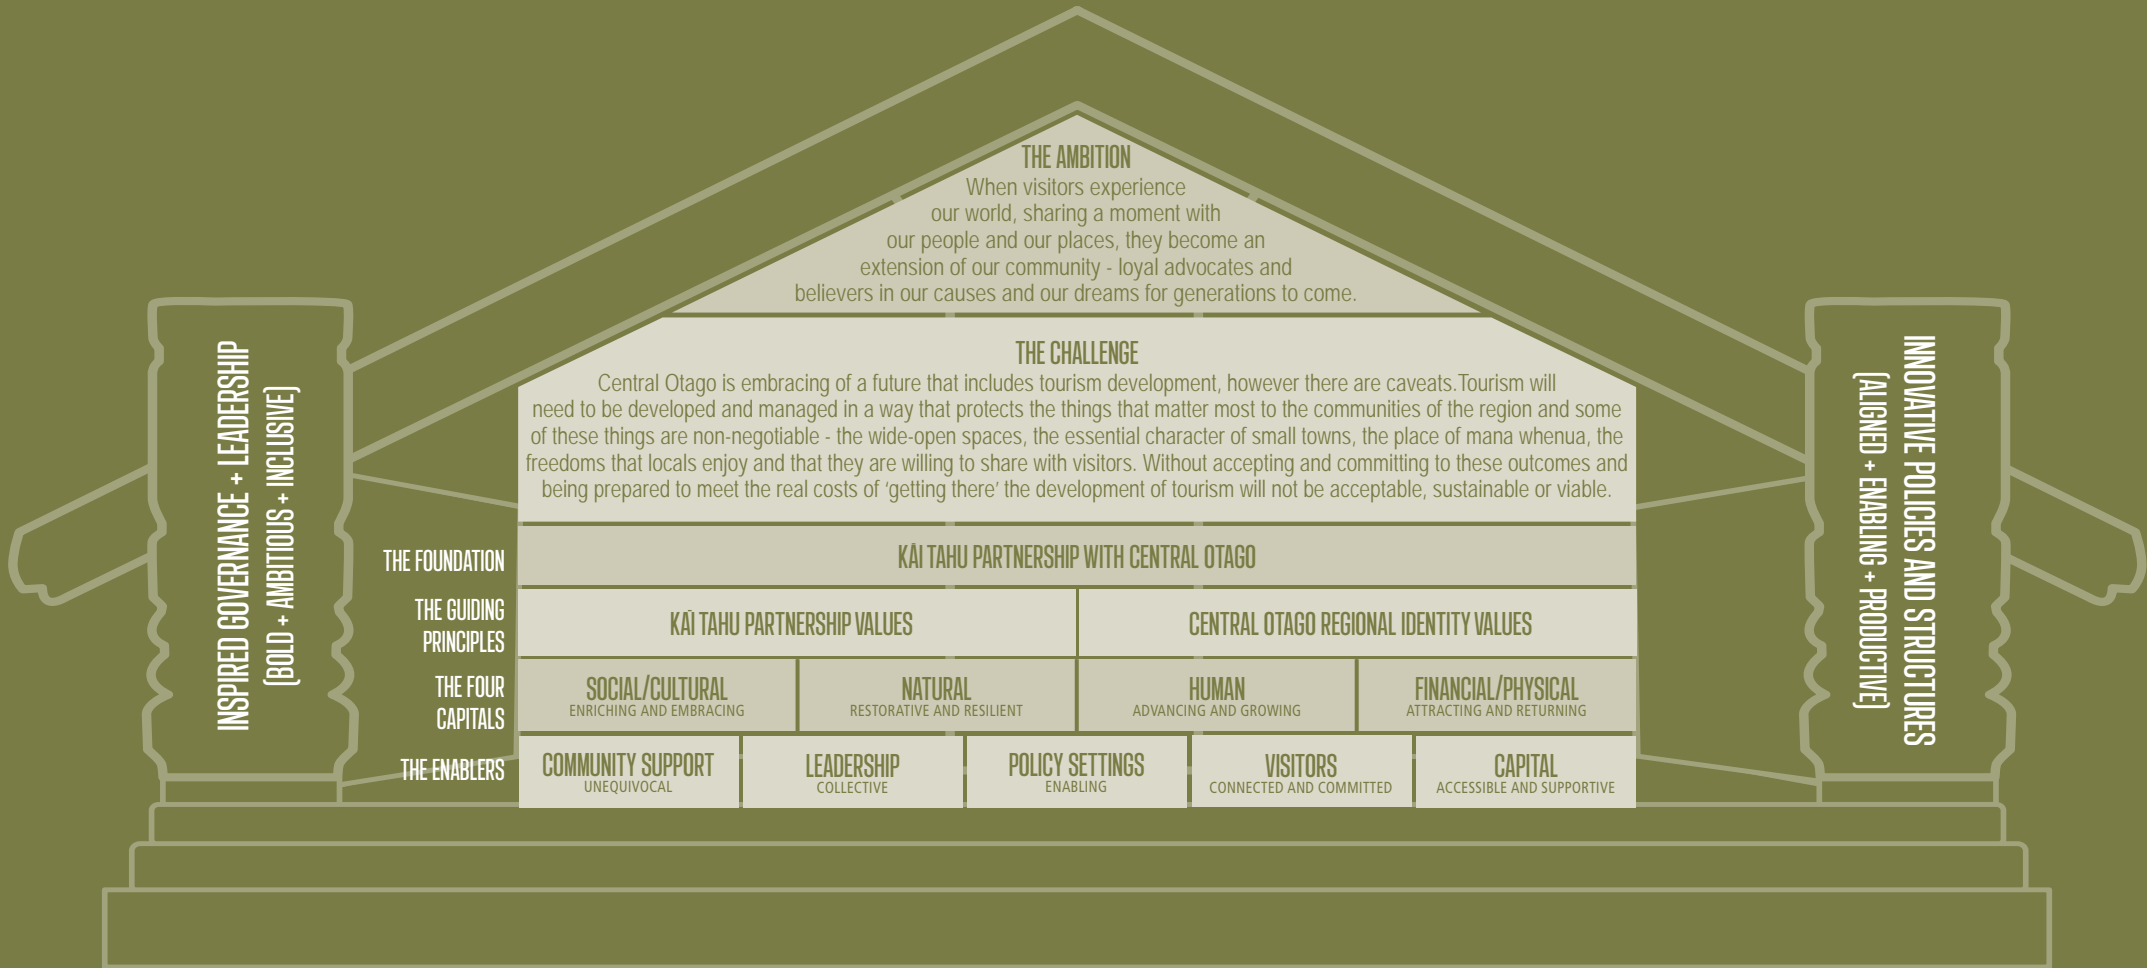 THE AMBITION
When visitors experience
our world, sharing a moment with
our people and our places, they become an
extension of our community - loyal advocates and
believers in our causes and our dreams for generations to come.
THE CHALLENGE
Central Otago is embracing of a future that includes tourism development, however there are caveats.Tourism will
need to be developed and managed in a way that protects the things that matter most to the communities of the region and some
of these things are non-negotiable - the wide-open spaces, the essential character of small towns, the place of mana whenua, the
freedoms that locals enjoy and that they are willing to share with visitors. Without accepting and committing to these outcomes and
being prepared to meet the real costs of ‘getting there’ the development of tourism will not be acceptable, sustainable or viable.
INSPIRED GOVERNANCE + LEADERSHIP
(BOLD + AMBITIOUS + INCLUSIVE)
THE FOUNDATION
KĀI TAHU PARTNERSHIP WITH CENTRAL OTAGO
THE GUIDING
PRINCIPLES
KĀI TAHU PARTNERSHIP VALUES
CENTRAL OTAGO REGIONAL IDENTITY VALUES
THE FOUR
CAPITALS
SOCIAL/CULTURAL
ENRICHING AND EMBRACING
NATURAL
RESTORATIVE AND RESILIENT
HUMAN
ADVANCING AND GROWING
FINANCIAL/PHYSICAL
ATTRACTING AND RETURNING
THE ENABLERS
COMMUNITY SUPPORT
UNEQUIVOCAL
LEADERSHIP
COLLECTIVE
POLICY SETTINGS
ENABLING
VISITORS
CONNECTED AND COMMITTED
CAPITAL
ACCESSIBLE AND SUPPORTIVE
INNOVATIVE POLICIES AND STRUCTURES
(ALIGNED + ENABLING + PRODUCTIVE)